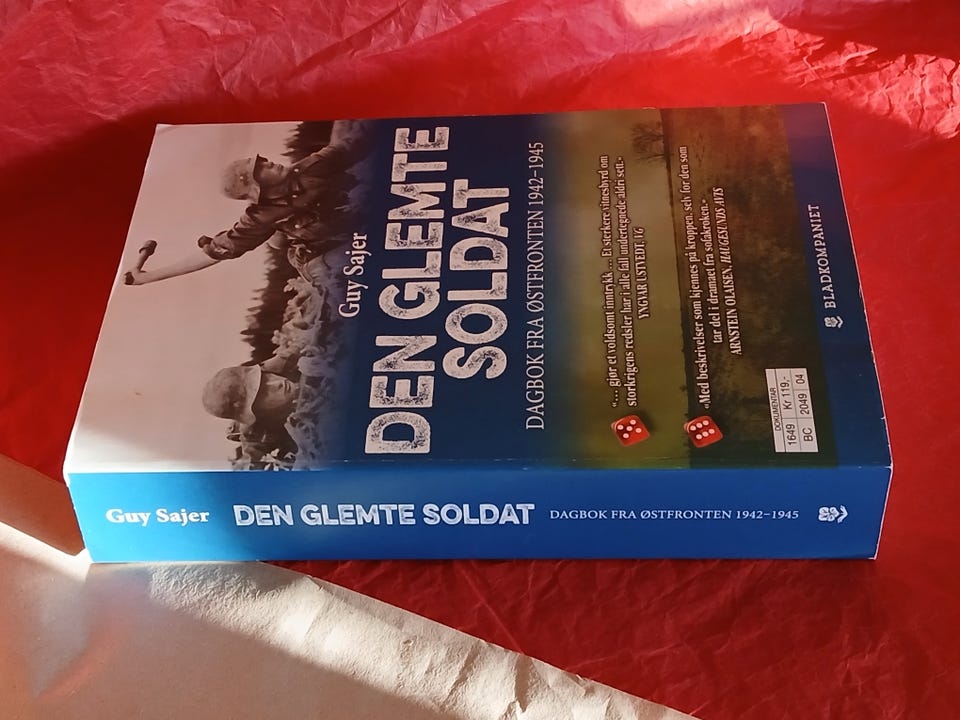 Guy Sajer
DEN GLEMTE
SOLDAT
DAGBOK FRA ØSTFRONTEN 1942–1945
«... gjør et voldsomt inntrykk ... Et sterkere vitnesbyrd om
storkrigens redsler har i alle fall undertegnede aldri sett.»
YNGVAR USTVEDT, VG
«Med beskrivelser som kjennes på kroppen, selv for den som
tar del i dramaet fra sofakroken.»
ARNSTEIN OLAISEN, HAUGESUNDS AVIS
DOKUMENTAR
1649 Kr 119,-
BC 2049 04
BLADKOMPANIET
Guy Sajer DEN GLEMTE SOLDAT DAGBOK FRA ØSTFRONTEN 1942–1945